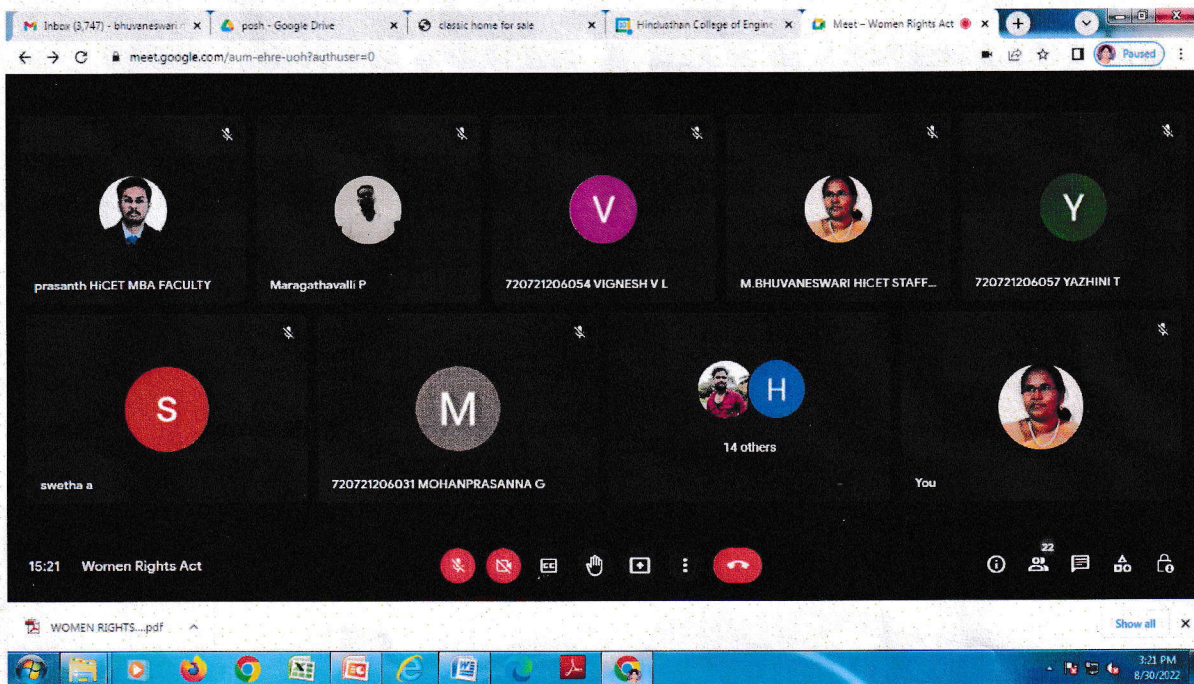 Inbox (3,747) - bhuvaneswari
posh - Google Drive
classic home for sale
Hindusthan College of Engine
Meet – Women Rights Act
meet.google.com/aum-ehre-uoh?authuser=0
Paused
prasanth HiCET MBA FACULTY
Maragathavalli P
V
720721206054 VIGNESH V L
M.BHUVANESWARI HICET STAFF...
Y
720721206057 YAZHINI T
S
swetha a
M
720721206031 MOHANPRASANNA G
H
14 others
You
15:21 Women Rights Act
CC
22
WOMEN RIGHTS....pdf
Show all
3:21 PM
8/30/2022